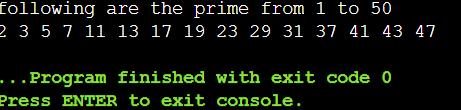 following are the prime from 1 to 50
2 3 5 7 11 13 17 19 23 29 31 37 41 43 47
...Program finished with exit code 0
Press ENTER to exit console.